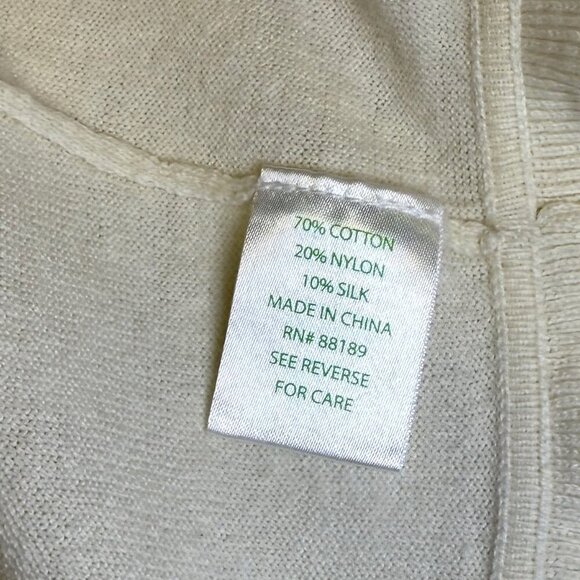 70% COTTON
20% NYLON
10% SILK
MADE IN CHINA
RN# 88189
SEE REVERSE
FOR CARE